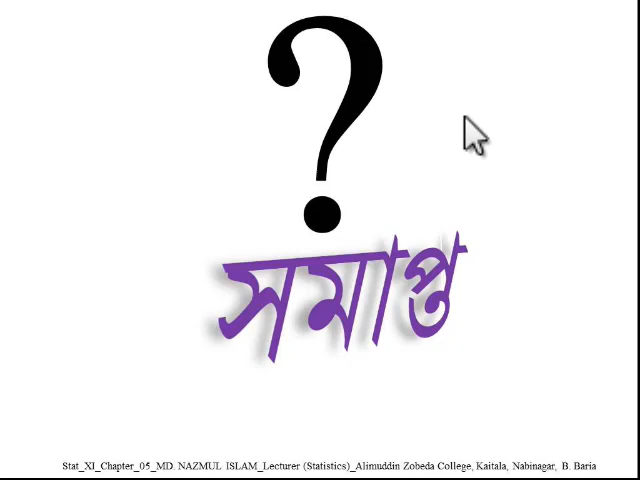 ?
সমাপ্ত
Stat_XI_Chapter_05_MD. NAZMUL ISLAM_Lecturer (Statistics)_Alimuddin Zobeda College, Kaitala, Nabinagar, B. Baria